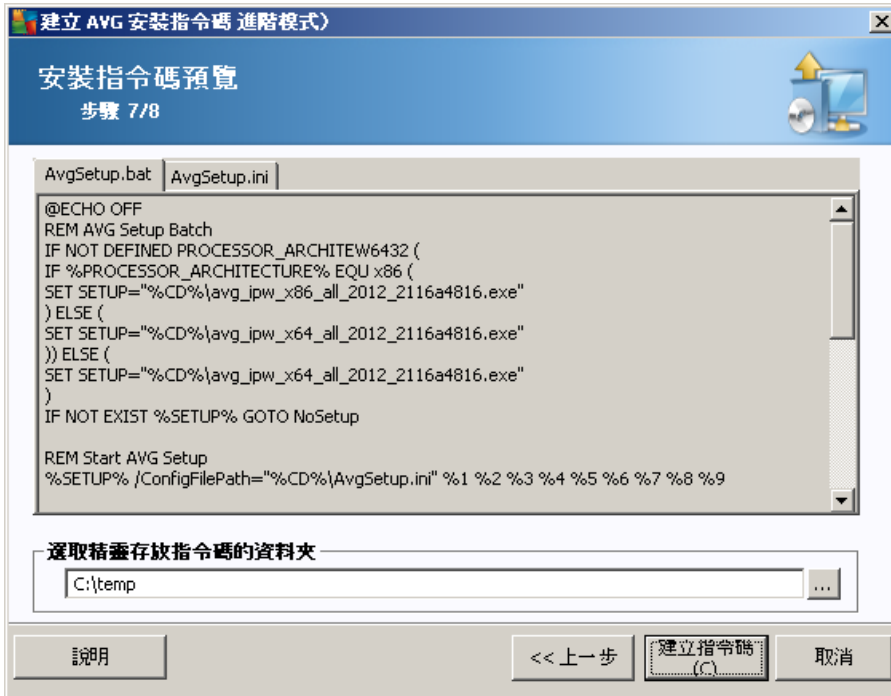 建立 AVG 安裝指令碼 進階模式)
安裝指令碼預覽
步驟 7/8
AvgSetup.bat AvgSetup.ini
@ECHO OFF
REM AVG Setup Batch
IF NOT DEFINED PROCESSOR_ARCHITEW6432 (
IF %PROCESSOR_ARCHITECTURE% EQU x86 (
SET SETUP="%CD%\avg_ipw_x86_all_2012_2116a4816.exe"
) ELSE (
SET SETUP="%CD%\avg_ipw_x64_all_2012_2116a4816.exe"
)) ELSE (
SET SETUP="%CD%\avg_ipw_x64_all_2012_2116a4816.exe"
)
IF NOT EXIST %SETUP% GOTO NoSetup
REM Start AVG Setup
%SETUP% /ConfigFilePath="%CD%\AvgSetup.ini" %1 %2 %3 %4 %5 %6 %7 %8 %9
選取精靈存放指令碼的資料夾
C:\temp ...
說明 << 上一步 建立指令碼 取消
(C)